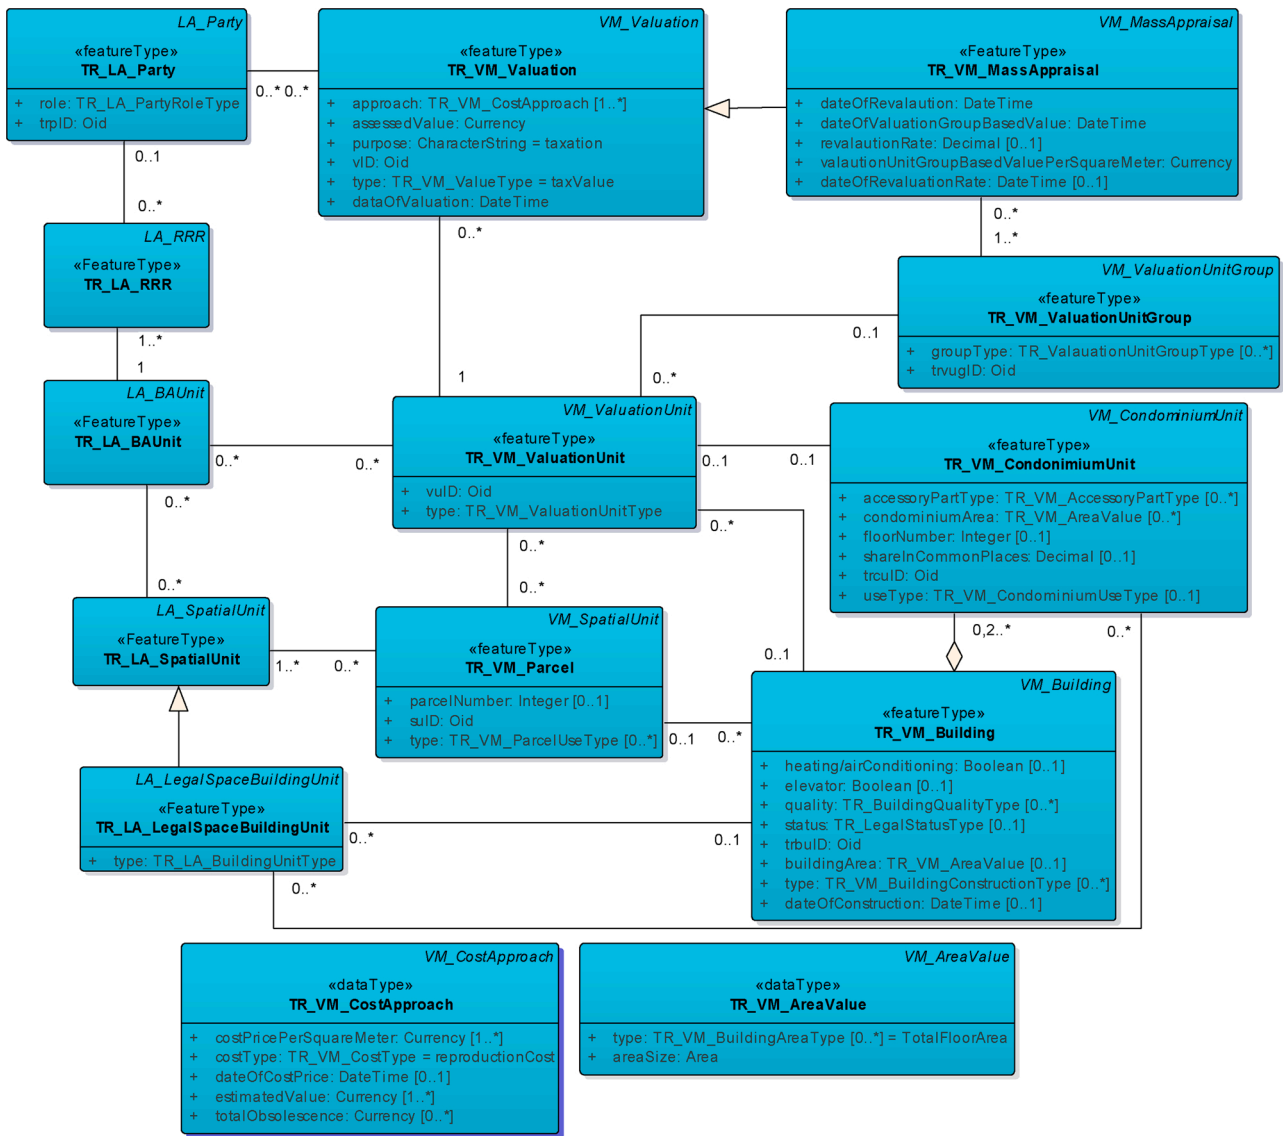 LA_Party
«featureType»
TR_LA_Party
+ role: TR_LA_PartyRoleType
+ trpID: Oid
0..* 0..*
VM_Valuation
«featureType»
TR_VM_Valuation
+ approach: TR_VM_CostApproach [1..*]
+ assessedValue: Currency
+ purpose: CharacterString = taxation
+ vID: Oid
+ type: TR_VM_ValueType = taxValue
+ dataOfValuation: DateTime
VM_MassAppraisal
«FeatureType»
TR_VM_MassAppraisal
+ dateOfRevalaution: DateTime
+ dateOfValuationGroupBasedValue: DateTime
+ revalautionRate: Decimal [0..1]
+ valautionUnitGroupBasedValuePerSquareMeter: Currency
+ dateOfRevaluationRate: DateTime [0..1]
0..1
0..*
0..*
0..*
1..*
LA_RRR
«FeatureType»
TR_LA_RRR
1..*
1
VM_ValuationUnitGroup
«featureType»
TR_VM_ValuationUnitGroup
+ groupType: TR_ValauationUnitGroupType [0..*]
+ trvugID: Oid
0..1
0..*
1
LA_BAUnit
«FeatureType»
TR_LA_BAUnit
0..*
0..*
VM_ValuationUnit
«featureType»
TR_VM_ValuationUnit
+ vuID: Oid
+ type: TR_VM_ValuationUnitType
0..1
0..1
VM_CondominiumUnit
«featureType»
TR_VM_CondonimiumUnit
+ accessoryPartType: TR_VM_AccessoryPartType [0..*]
+ condominiumArea: TR_VM_AreaValue [0..*]
+ floorNumber: Integer [0..1]
+ shareInCommonPlaces: Decimal [0..1]
+ trcuID: Oid
+ useType: TR_VM_CondominiumUseType [0..1]
0..*
0..*
0..*
0..*
0..*
0,2..*
0..*
LA_SpatialUnit
«FeatureType»
TR_LA_SpatialUnit
1..*
0..*
VM_SpatialUnit
«featureType»
TR_VM_Parcel
+ parcelNumber: Integer [0..1]
+ suID: Oid
+ type: TR_VM_ParcelUseType [0..*]
0..1
0..1
0..*
VM_Building
«featureType»
TR_VM_Building
+ heating/airConditioning: Boolean [0..1]
+ elevator: Boolean [0..1]
+ quality: TR_BuildingQualityType [0..*]
+ status: TR_LegalStatusType [0..1]
+ trbuID: Oid
+ buildingArea: TR_VM_AreaValue [0..1]
+ type: TR_VM_BuildingConstructionType [0..*]
+ dateOfConstruction: DateTime [0..1]
LA_LegalSpaceBuildingUnit
«FeatureType»
TR_LA_LegalSpaceBuildingUnit
+ type: TR_LA_BuildingUnitType
0..*
0..1
0..*
VM_CostApproach
«dataType»
TR_VM_CostApproach
+ costPricePerSquareMeter: Currency [1..*]
+ costType: TR_VM_CostType = reproductionCost
+ dateOfCostPrice: DateTime [0..1]
+ estimatedValue: Currency [1..*]
+ totalObsolescence: Currency [0..*]
VM_AreaValue
«dataType»
TR_VM_AreaValue
+ type: TR_VM_BuildingAreaType [0..*] = TotalFloorArea
+ areaSize: Area